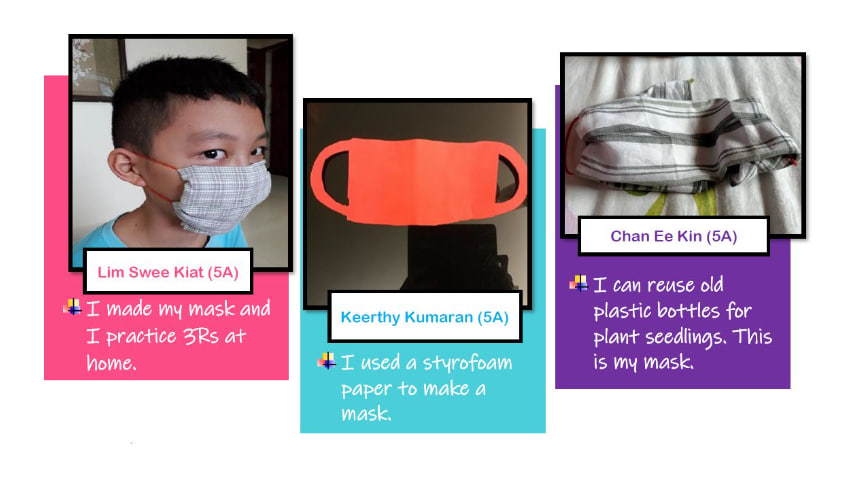 Lim Swee Kiat (5A)
I made my mask and
I practice 3Rs at
home.
Keerthy Kumaran (5A)
I used a styrofoam
paper to make a
mask.
Chan Ee Kin (5A)
I can reuse old
plastic bottles for
plant seedlings. This
is my mask.